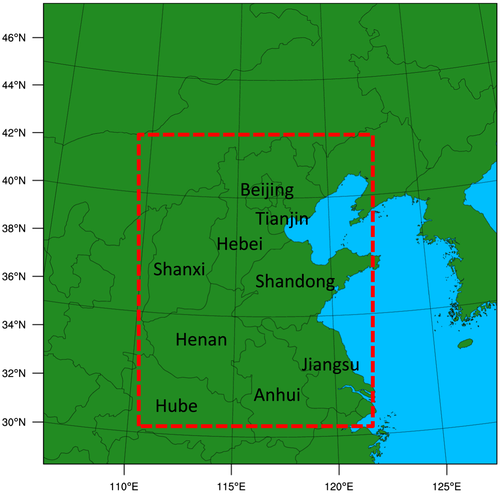 46°N
44°N
42°N
40°N
38°N
36°N
34°N
32°N
30°N
Beijing
Tianjin
Hebei
Shanxi
Shandong
Henan
Jiangsu
Anhui
Hube
110°E
115°E
120°E
125°E